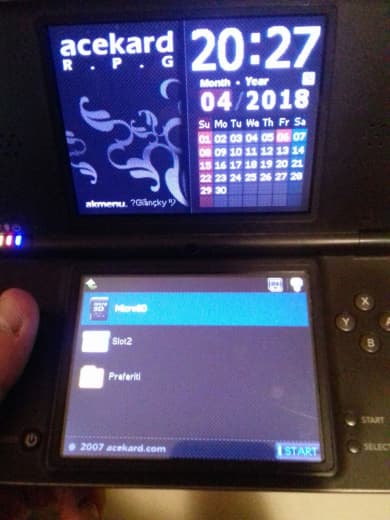 acekard
R.P.G
20:27
Month • Year
04/2018
Su Mo Tu We Th Fr Sa
01 02 03 04 05 06 07
08 09 10 11 12 13 14
15 16 17 18 19 20 21
22 23 24 25 26 27 28
29 30
akmenu.
MicroSD
Slot2
Preferiti
2007 acekard.com
START
X
Y
A
B
START
SELECT